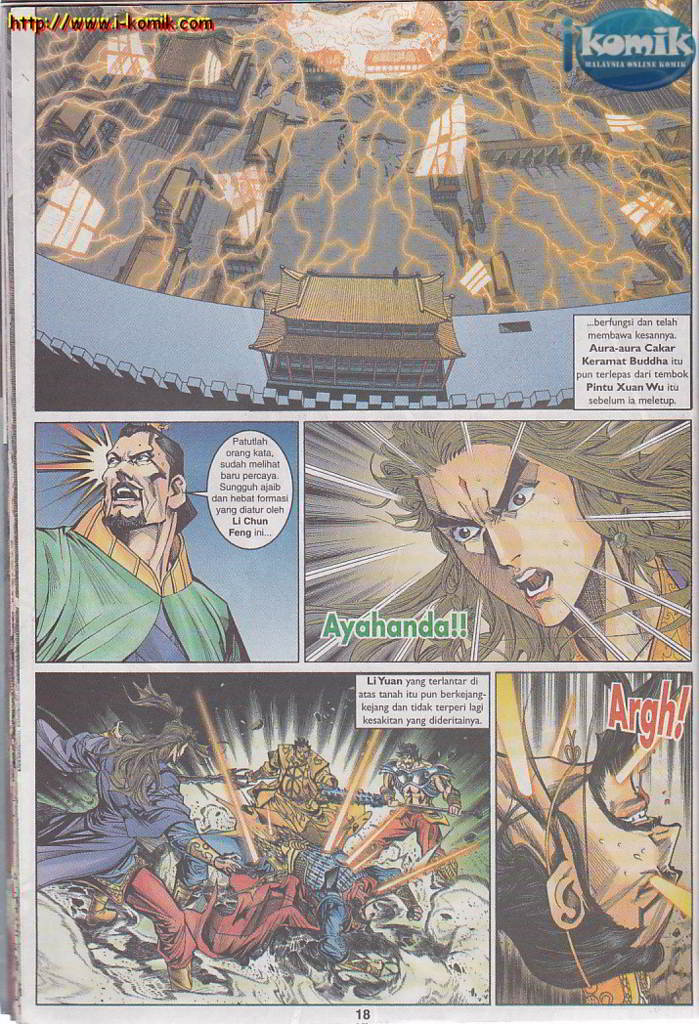 http://www.i-komik.com
ikomik
MALAYSIA ONLINE KOMIK
...berfungsi dan telah
membawa kesannya.
Aura-aura Cakar
Keramat Buddha itu
pun terlepas dari tembok
Pintu Xuan Wu itu
sebelum ia meletup.
Patutlah
orang kata,
sudah melihat
baru percaya.
Sungguh ajaib
dan hebat formasi
yang diatur oleh
Li Chun
Feng ini...
Ayahanda!!
Li Yuan yang terlantar di
atas tanah itu pun berkejang-
kejang dan tidak terperi lagi
kesakitan yang dideritainya.
Argh!
18